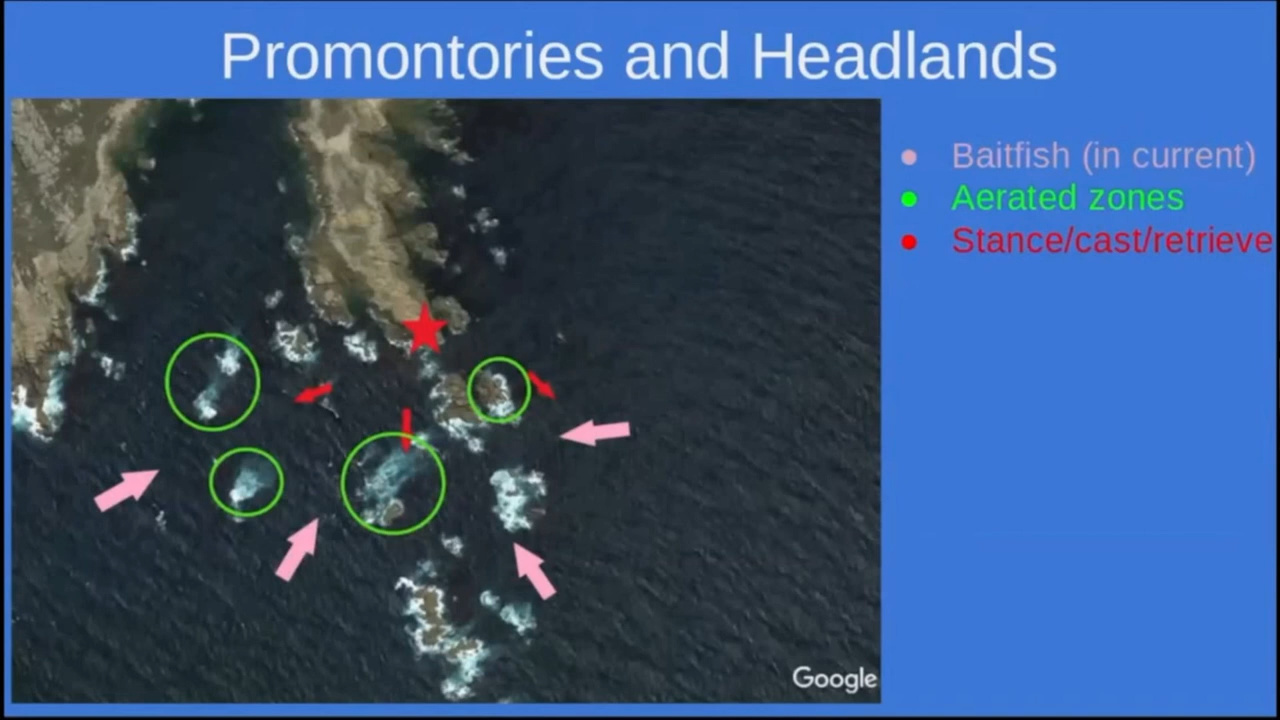 Promontories and Headlands
Baitfish (in current)
Aerated zones
Stance/cast/retrieve
Google